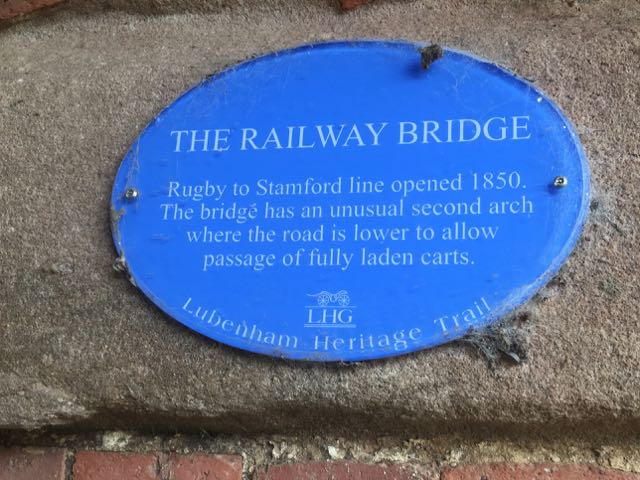 THE RAILWAY BRIDGE
Rugby to Stamford line opened 1850.
The bridge has an unusual second arch
where the road is lower to allow
passage of fully laden carts.
LHG
Lubenham Heritage Trail